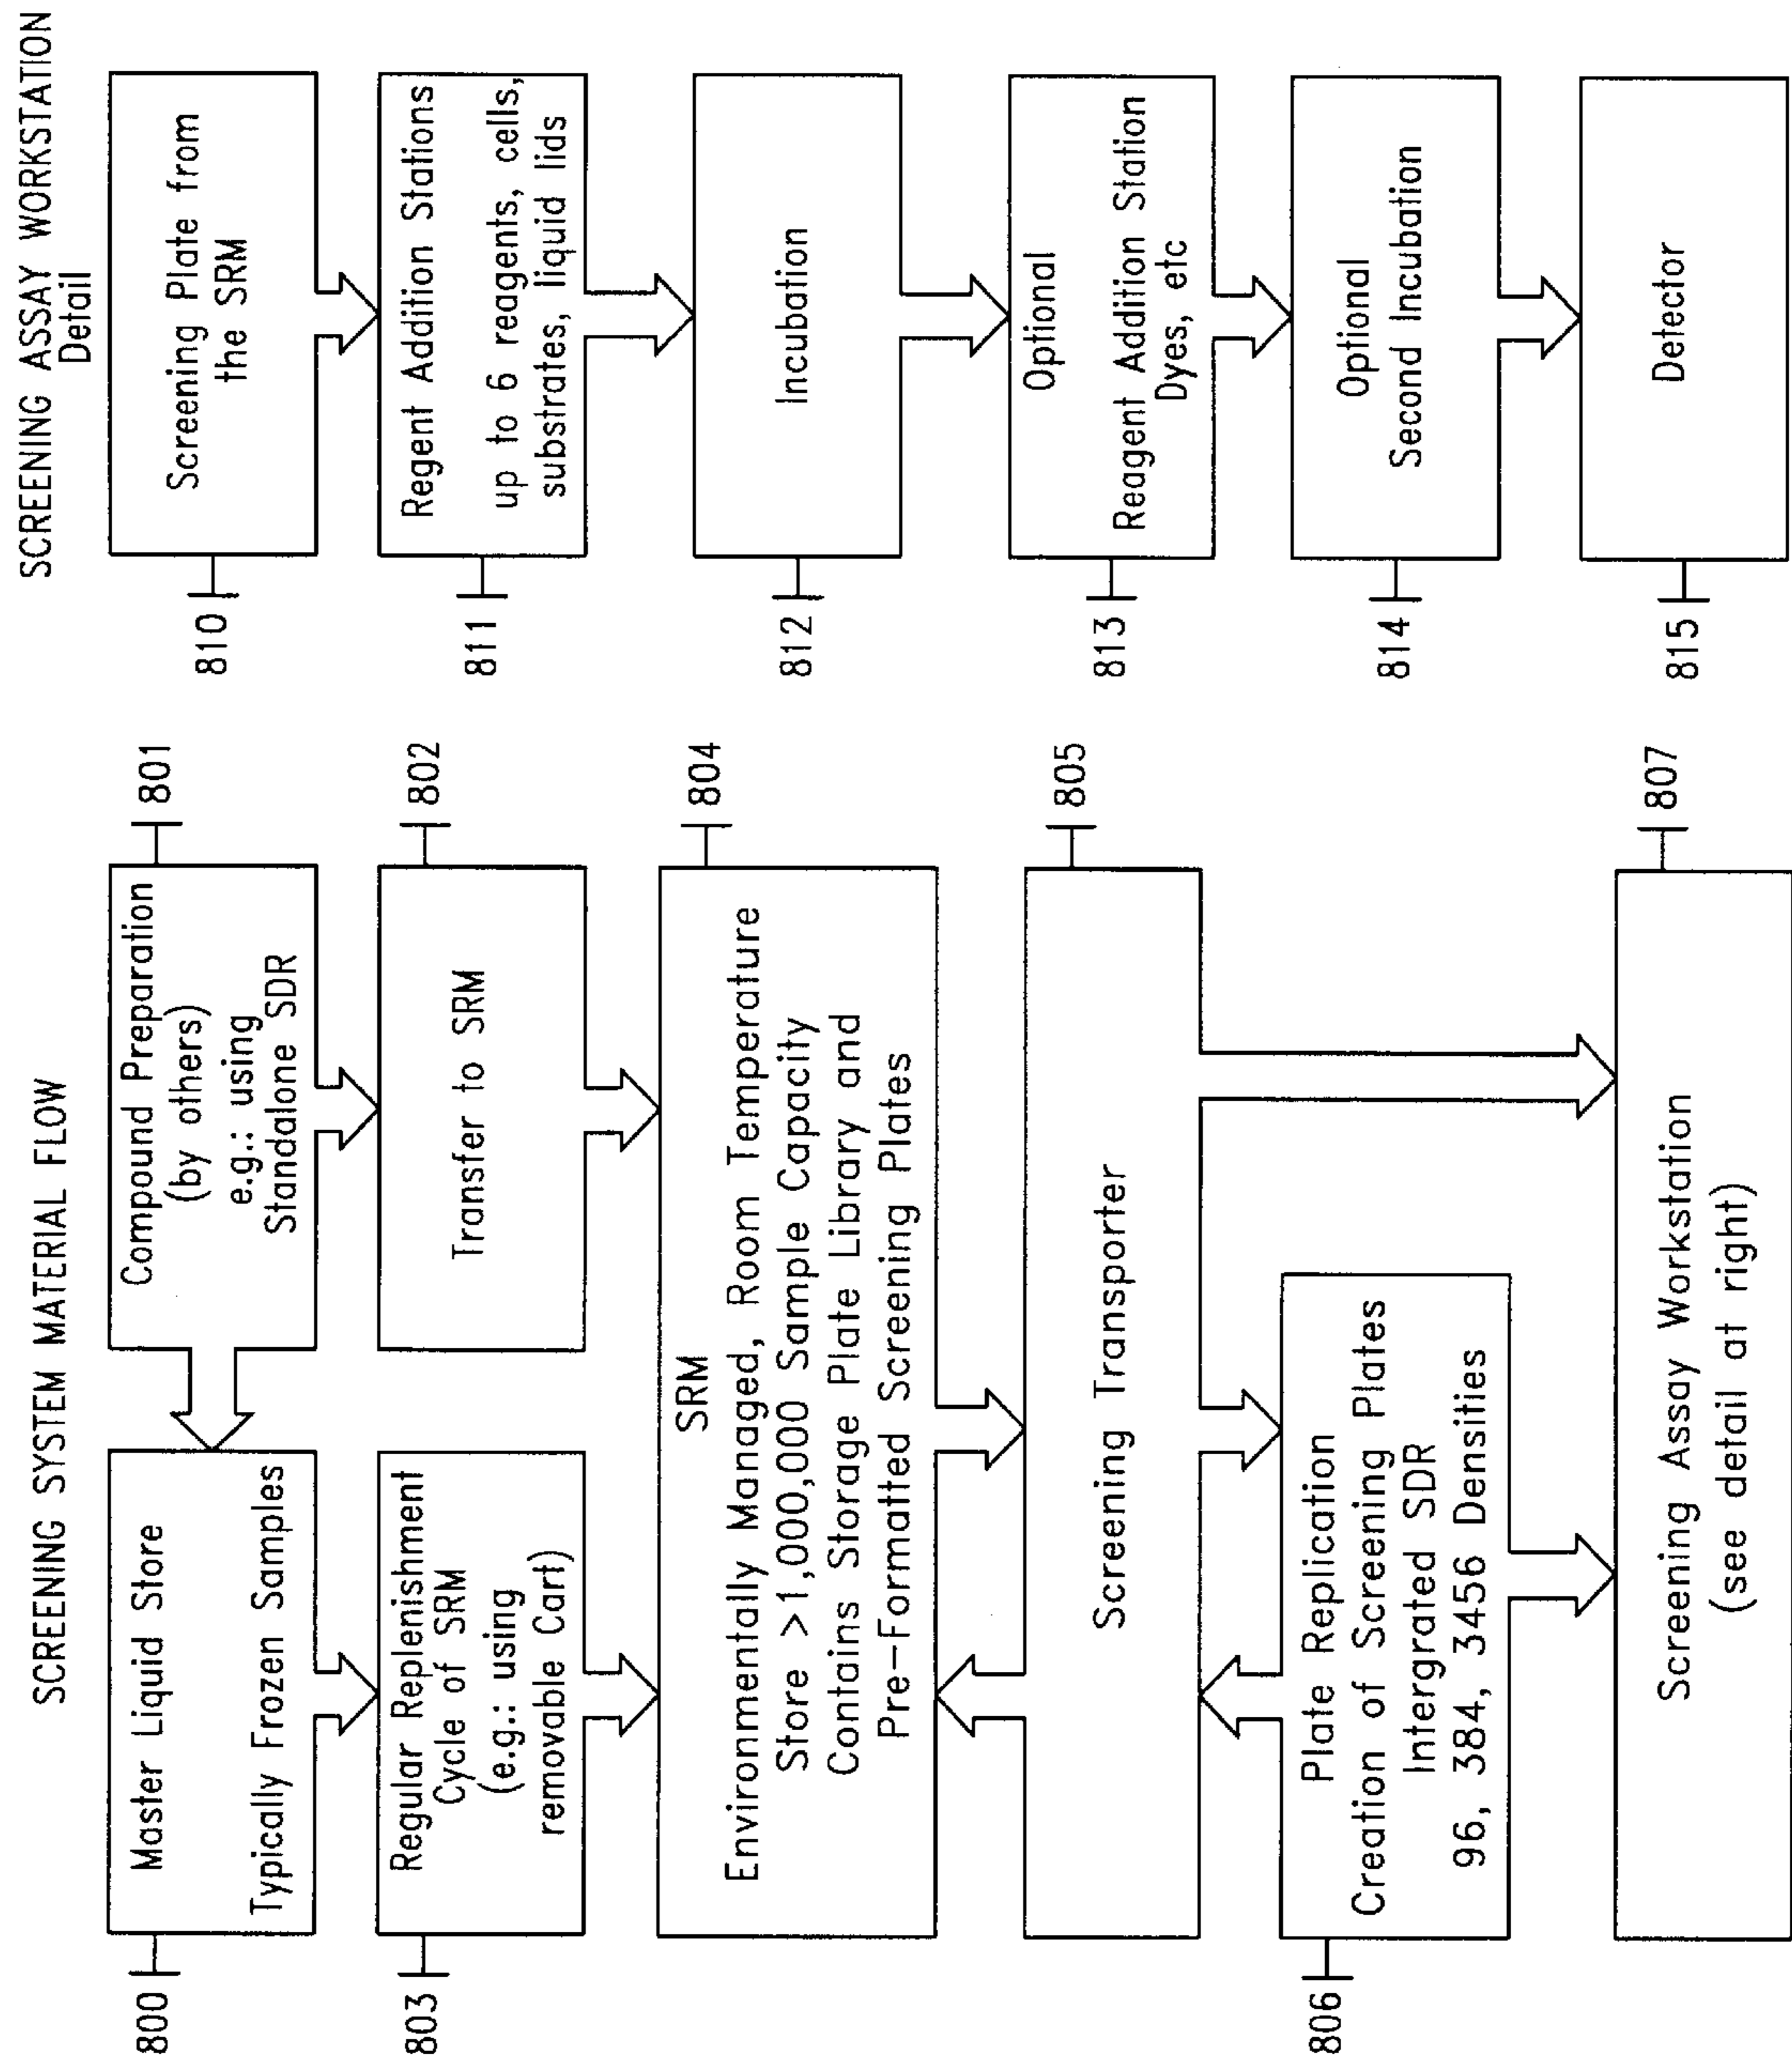 SCREENING SYSTEM MATERIAL FLOW
800
Master Liquid Store
Typically Frozen Samples
Compound Preparation
(by others)
e.g.: using
Standalone SDR
801
803
Regular Replenishment
Cycle of SRM
(e.g.: using
removable Cart)
Transfer to SRM
802
SRM
Environmentally Managed, Room Temperature
Store >1,000,000 Sample Capacity
Contains Storage Plate Library and
Pre-Formatted Screening Plates
804
Screening Transporter
805
806
Plate Replication
Creation of Screening Plates
Intergrated SDR
96, 384, 3456 Densities
Screening Assay Workstation
(see detail at right)
807
SCREENING ASSAY WORKSTATION
Detail
810
Screening Plate from
the SRM
811
Regent Addition Stations
up to 6 reagents, cells,
substrates, liquid lids
812
Incubation
813
Optional
Reagent Addition Station
Dyes, etc
814
Optional
Second Incubation
815
Detector